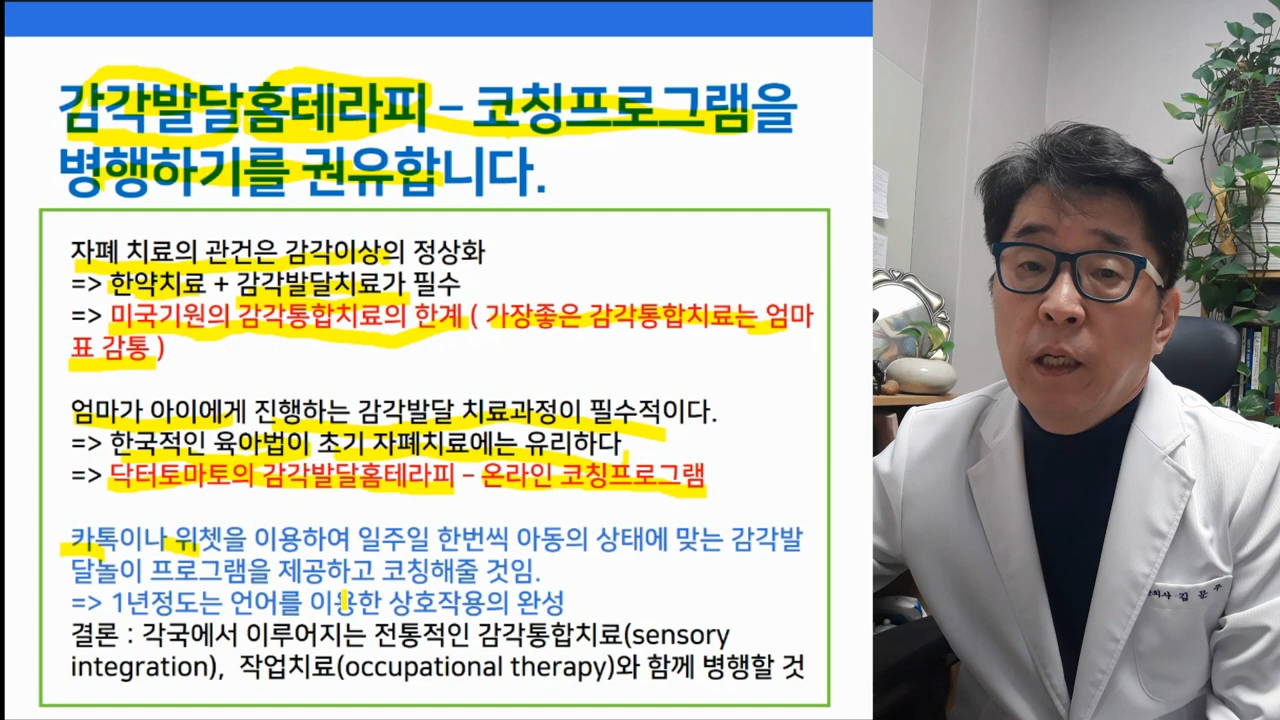 감각발달홈테라피 – 코칭프로그램을
병행하기를 권유합니다.
자폐 치료의 관건은 감각이상의 정상화
=> 한약치료 + 감각발달치료가 필수
=> 미국기원의 감각통합치료의 한계 ( 가장좋은 감각통합치료는 엄마
표 감통 )
엄마가 아이에게 진행하는 감각발달 치료과정이 필수적이다.
=> 한국적인 육아법이 초기 자폐치료에는 유리하다
=> 닥터토마토의 감각발달홈테라피 – 온라인 코칭프로그램
카톡이나 위쳇을 이용하여 일주일 한번씩 아동의 상태에 맞는 감각발
달놀이 프로그램을 제공하고 코칭해줄 것임.
=> 1년정도는 언어를 이용한 상호작용의 완성
결론 : 각국에서 이루어지는 전통적인 감각통합치료(sensory
integration), 작업치료(occupational therapy)와 함께 병행할 것